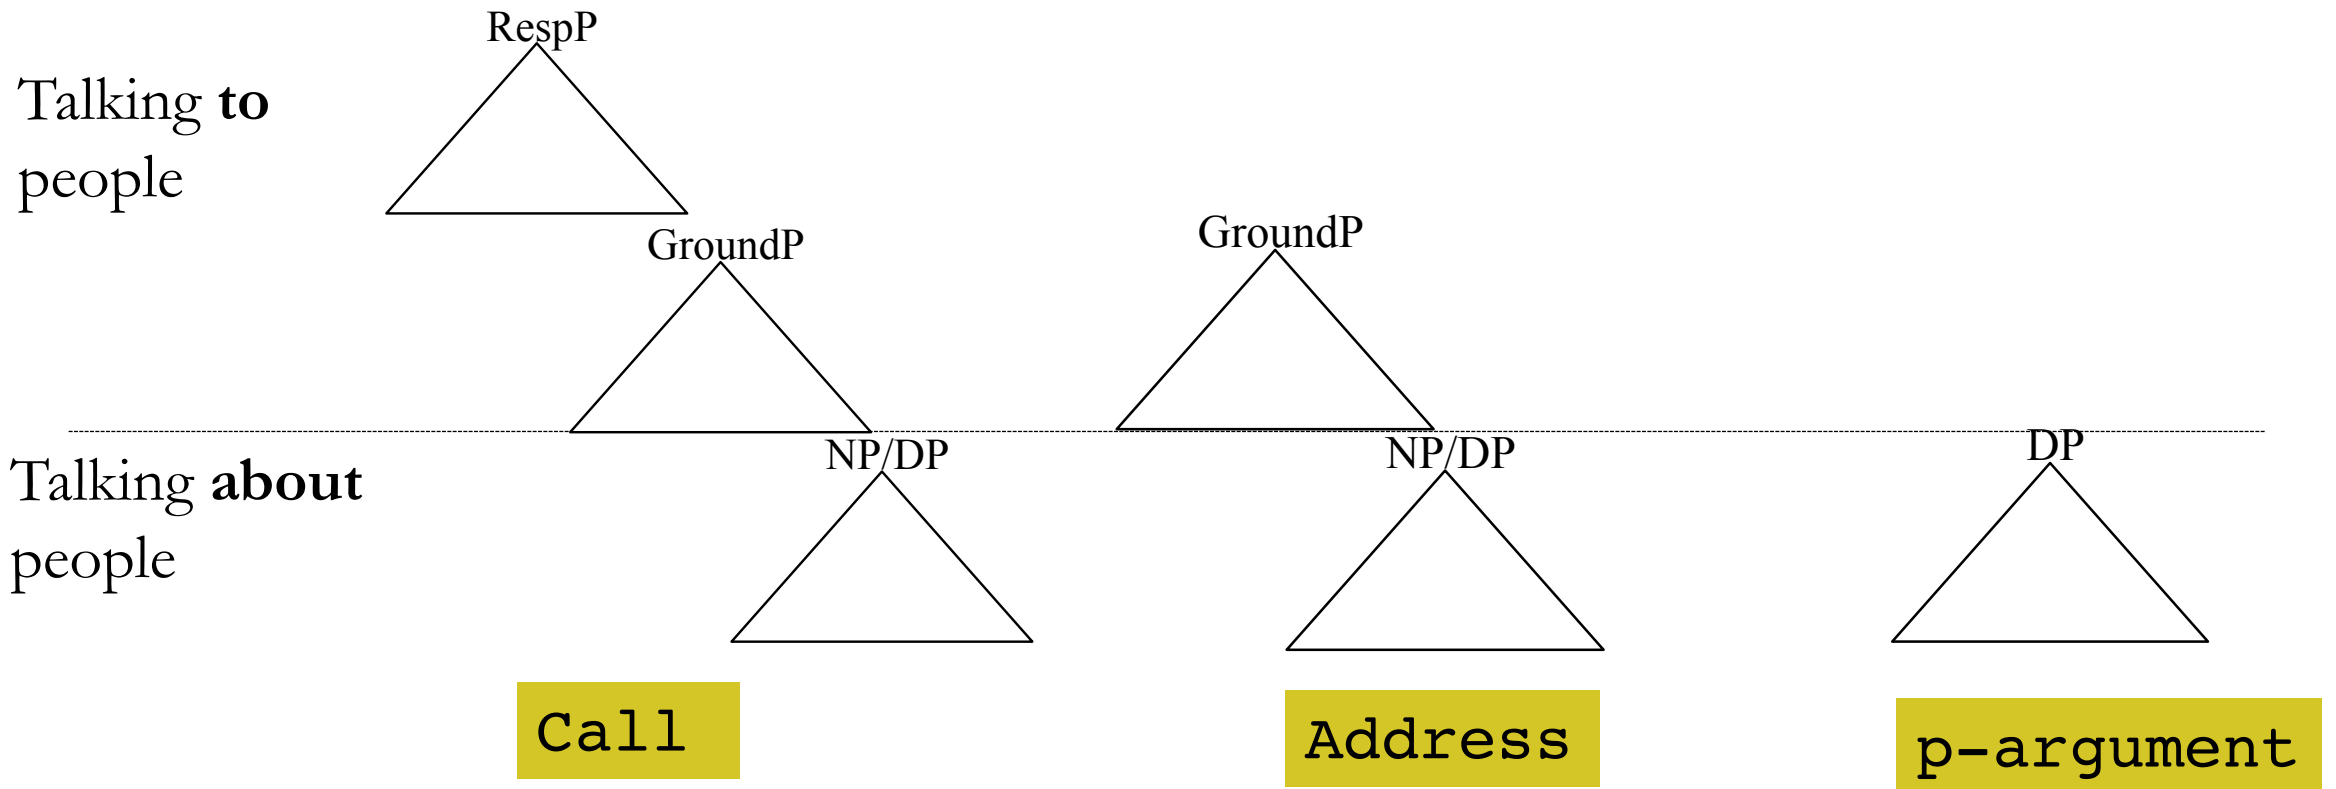 RespP
Talking to
people
GroundP
GroundP
Talking about
people
NP/DP
NP/DP
DP
Call
Address
p-argument